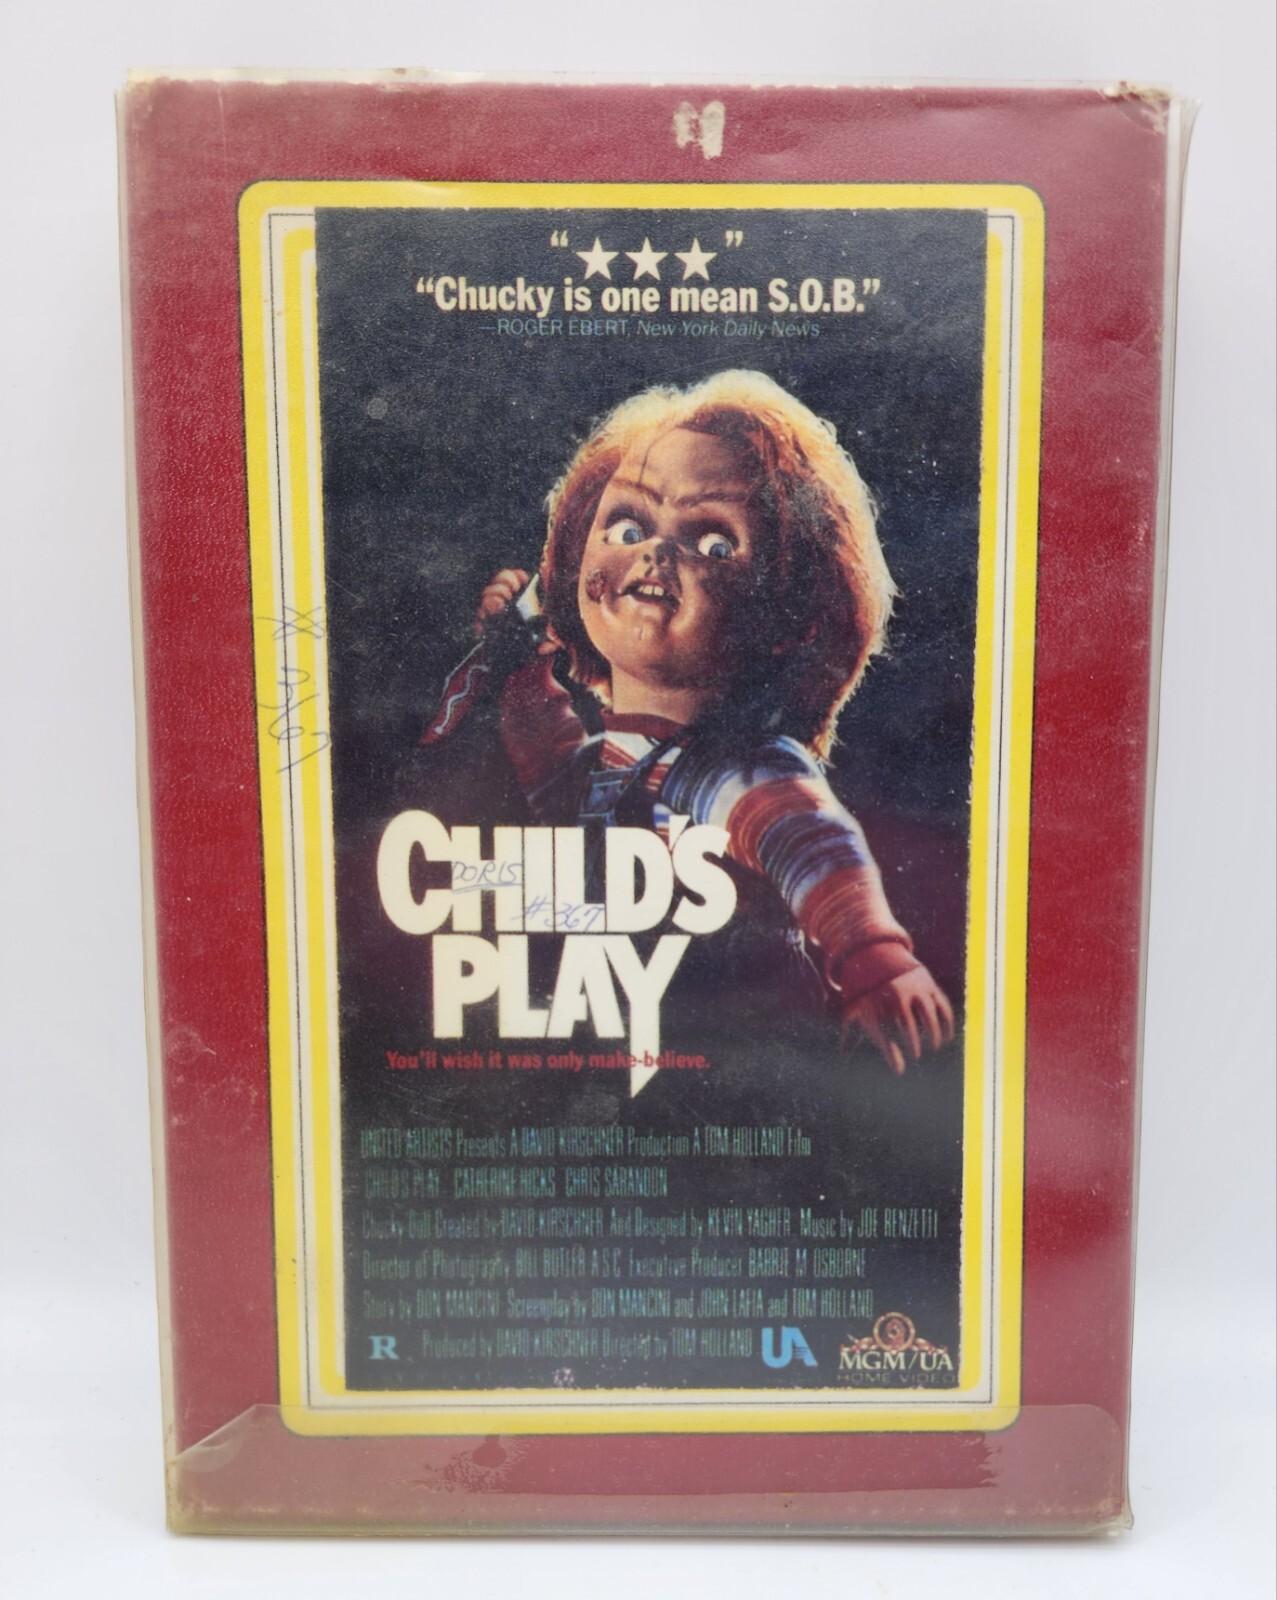 “★★★”
“Chucky is one mean S.O.B.”
—ROGER EBERT, New York Daily News
CHILD'S
DORIS
#367
PLAY
You'll wish it was only make-believe.
UNITED ARTISTS Presents A DAVID KIRSCHNER Production A TOM HOLLAND Film
CHILD'S PLAY CATHERINE HICKS CHRIS SARANDON
Chucky Doll Created by DAVID KIRSCHNER And Designed by KEVIN YAGHER Music by JOE RENZETTI
Director of Photography BILL BUTLER A.S.C. Executive Producer BARRIE M. OSBORNE
Story by DON MANCINI Screenplay by DON MANCINI and JOHN LAFIA and TOM HOLLAND
R Produced by DAVID KIRSCHNER Directed by TOM HOLLAND UA
MGM/UA
HOME VIDEO
367